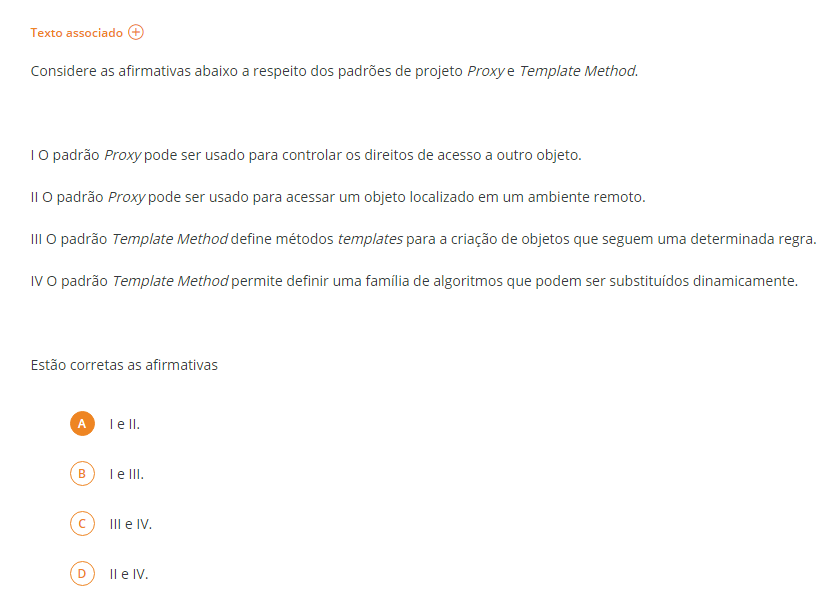 Texto associado
Considere as afirmativas abaixo a respeito dos padrões de projeto Proxy e Template Method.
I O padrão Proxy pode ser usado para controlar os direitos de acesso a outro objeto.
II O padrão Proxy pode ser usado para acessar um objeto localizado em um ambiente remoto.
III O padrão Template Method define métodos templates para a criação de objetos que seguem uma determinada regra.
IV O padrão Template Method permite definir uma família de algoritmos que podem ser substituídos dinamicamente.
Estão corretas as afirmativas
A I e II.
B I e III.
C III e IV.
D II e IV.